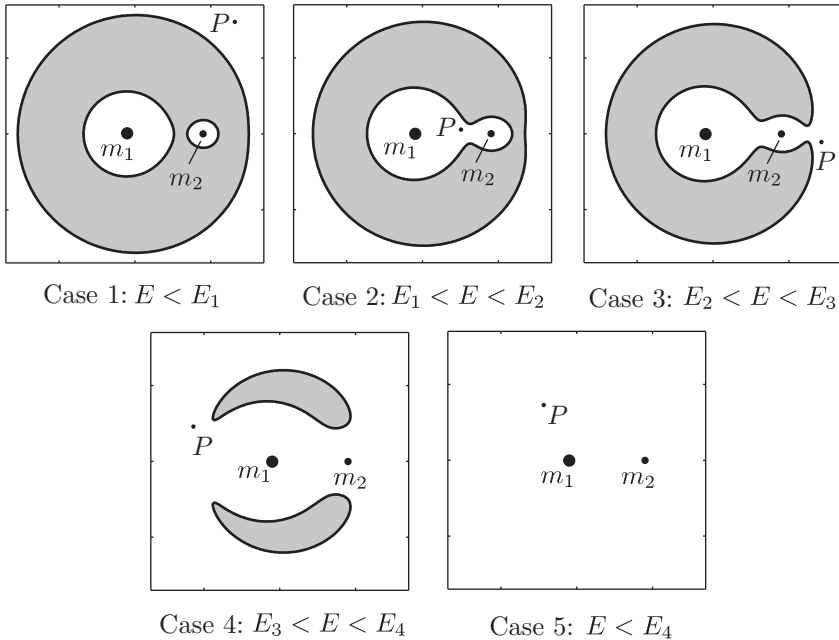 P
m₁
m₂
P
m₁
m₂
P
m₁
m₂
Case 1: E < E₁
Case 2: E₁ < E < E₂
Case 3: E₂ < E < E₃
P
m₁
m₂
P
m₁
m₂
Case 4: E₃ < E < E₄
Case 5: E < E₄